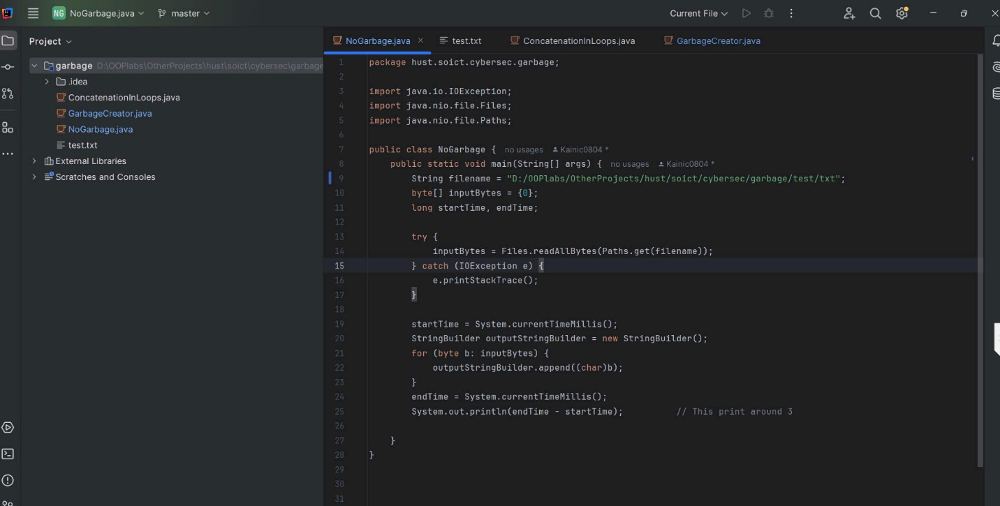 NG NoGarbage.java master Current File
Project
NoGarbage.java test.txt ConcatenationInLoops.java GarbageCreator.java
garbage D:\OOPlabs\OtherProjects\hust\soict\cybersec\garbage
.idea
ConcatenationInLoops.java
GarbageCreator.java
NoGarbage.java
test.txt
External Libraries
Scratches and Consoles
1 package hust.soict.cybersec.garbage;
2
3 import java.io.IOException;
4 import java.nio.file.Files;
5 import java.nio.file.Paths;
6
7 public class NoGarbage { no usages Kainic0804 *
8 public static void main(String[] args) { no usages Kainic0804 *
9 String filename = "D:/OOPlabs/OtherProjects/hust/soict/cybersec/garbage/test/txt";
10 byte[] inputBytes = {0};
11 long startTime, endTime;
12
13 try {
14 inputBytes = Files.readAllBytes(Paths.get(filename));
15 } catch (IOException e) {
16 e.printStackTrace();
17 }
18
19 startTime = System.currentTimeMillis();
20 StringBuilder outputStringBuilder = new StringBuilder();
21 for (byte b: inputBytes) {
22 outputStringBuilder.append((char)b);
23 }
24 endTime = System.currentTimeMillis();
25 System.out.println(endTime - startTime); // This print around 3
26
27 }
28 }
29
30
31